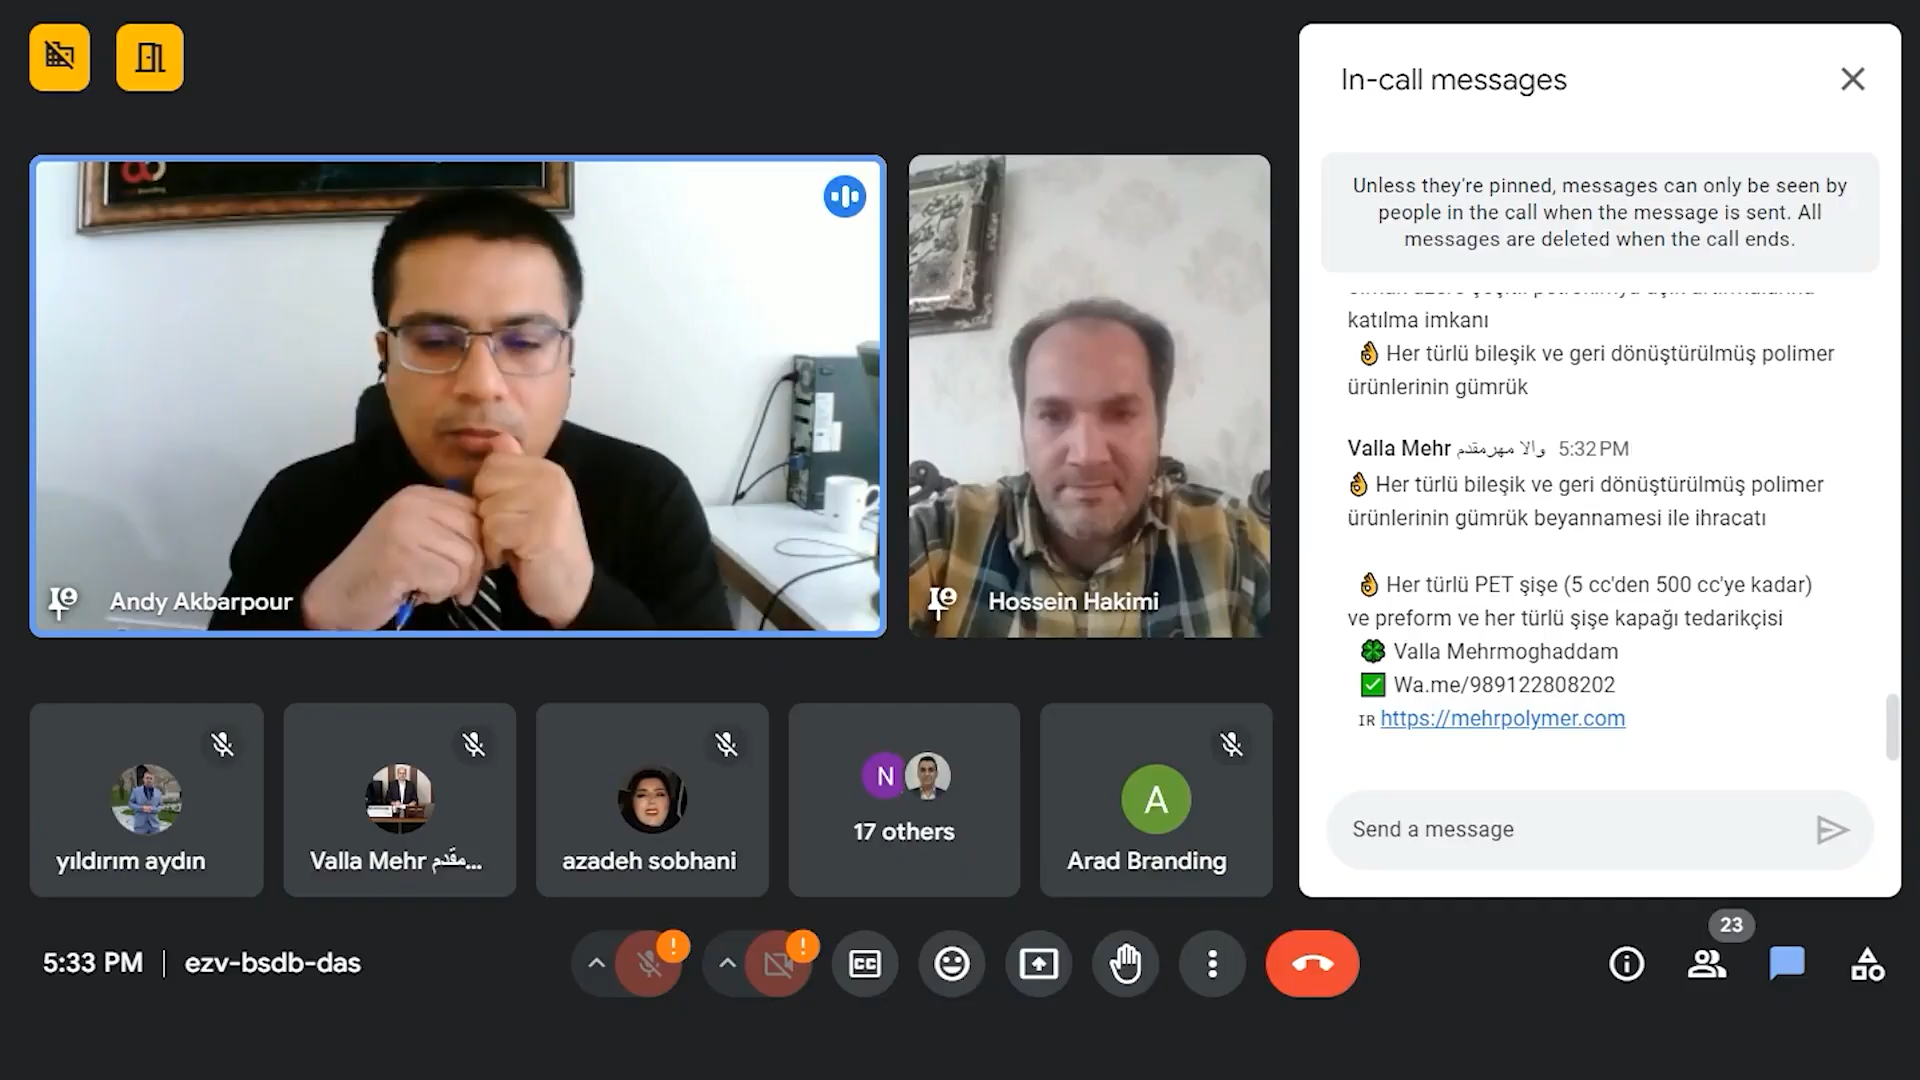 In-call messages
Unless they're pinned, messages can only be seen by
people in the call when the message is sent. All
messages are deleted when the call ends.
katılma imkanı
👌 Her türlü bileşik ve geri dönüştürülmüş polimer
ürünlerinin gümrük
Valla Mehr والا مهرمقدم 5:32 PM
👌 Her türlü bileşik ve geri dönüştürülmüş polimer
ürünlerinin gümrük beyannamesi ile ihracatı
👌 Her türlü PET şişe (5 cc'den 500 cc'ye kadar)
ve preform ve her türlü şişe kapağı tedarikçisi
🍀 Valla Mehrmoghaddam
✅ Wa.me/989122808202
IR https://mehrpolymer.com
Send a message
Andy Akbarpour
Hossein Hakimi
yıldırım aydın
Valla Mehr مقدم...
azadeh sobhani
N
17 others
A
Arad Branding
5:33 PM | ezv-bsdb-das
CC
23